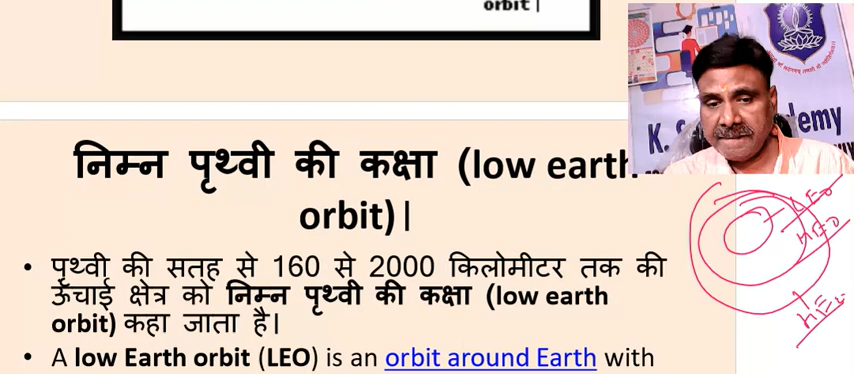 orbit |
K. S
demy
निम्न पृथ्वी की कक्षा (low earth
orbit)|
LEO
MEO
HEO
• पृथ्वी की सतह से 160 से 2000 किलोमीटर तक की
ऊंचाई क्षेत्र को निम्न पृथ्वी की कक्षा (low earth
orbit) कहा जाता है।
• A low Earth orbit (LEO) is an orbit around Earth with